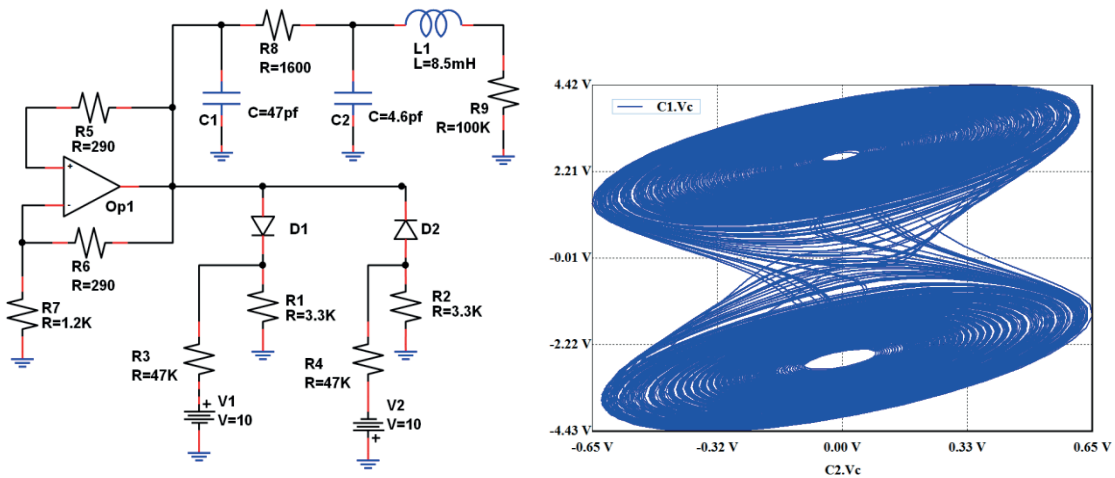 R8
R=1600
L1
L=8.5mH
R9
R=100K
C1
C=47pf
C2
C=4.6pf
R5
R=290
+
-
Op1
R6
R=290
R7
R=1.2K
D1
D2
R1
R=3.3K
R2
R=3.3K
R3
R=47K
R4
R=47K
+
V1
V=10
V2
V=10
+
C1.Vc
4.42 V
2.21 V
-0.01 V
-2.22 V
-4.43 V
-0.65 V
-0.32 V
0.00 V
0.33 V
0.65 V
C2.Vc